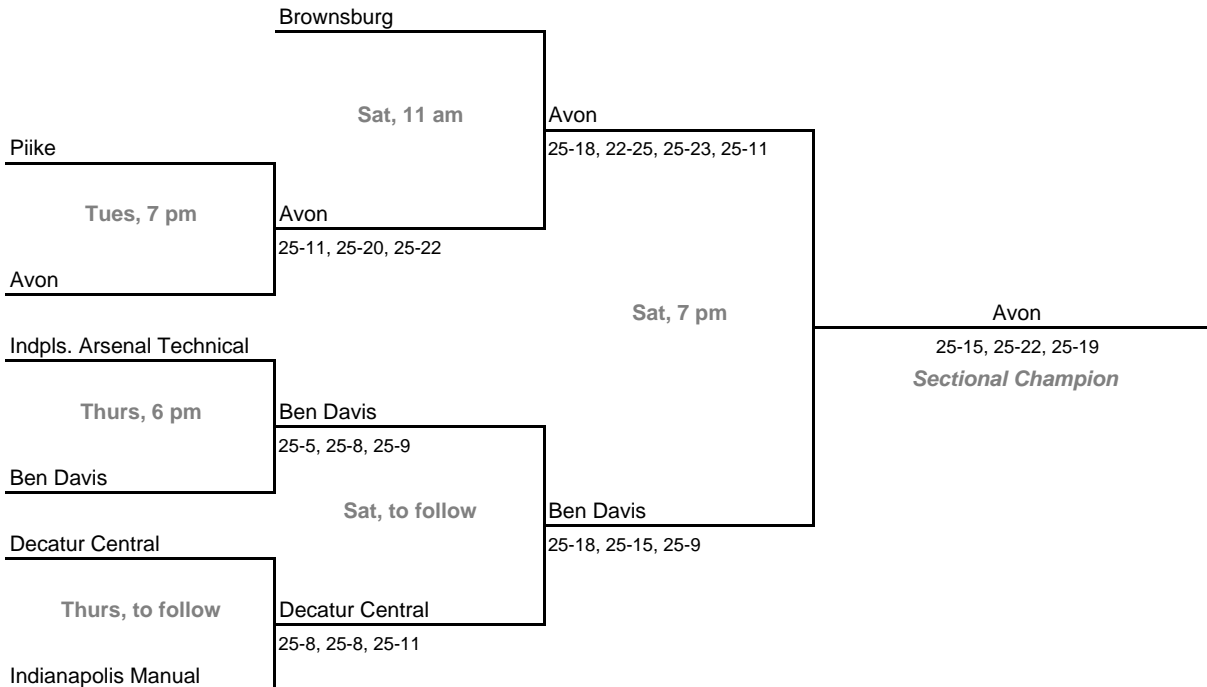 Brownsburg
Sat, 11 am
Avon
Piike
25-18, 22-25, 25-23, 25-11
Tues, 7 pm
Avon
25-11, 25-20, 25-22
Avon
Sat, 7 pm
Avon
Indpls. Arsenal Technical
25-15, 25-22, 25-19
Sectional Champion
Thurs, 6 pm
Ben Davis
25-5, 25-8, 25-9
Ben Davis
Sat, to follow
Ben Davis
Decatur Central
25-18, 25-15, 25-9
Thurs, to follow
Decatur Central
25-8, 25-8, 25-11
Indianapolis Manual